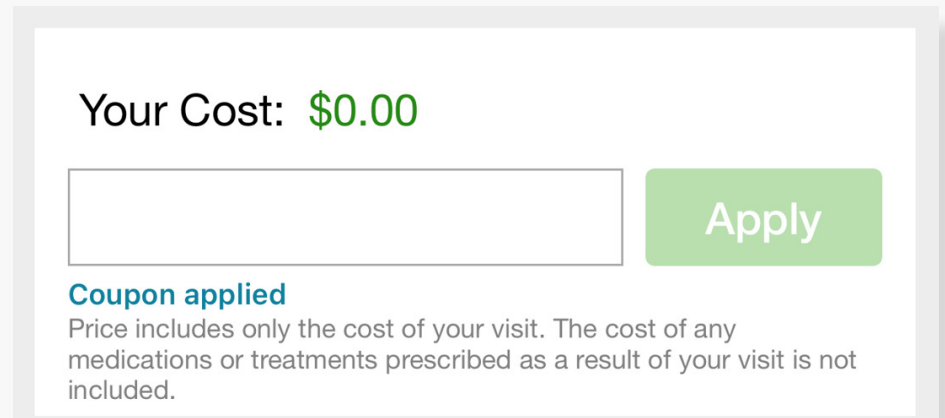 Your Cost: $0.00
Apply
Coupon applied
Price includes only the cost of your visit. The cost of any
medications or treatments prescribed as a result of your visit is not
included.